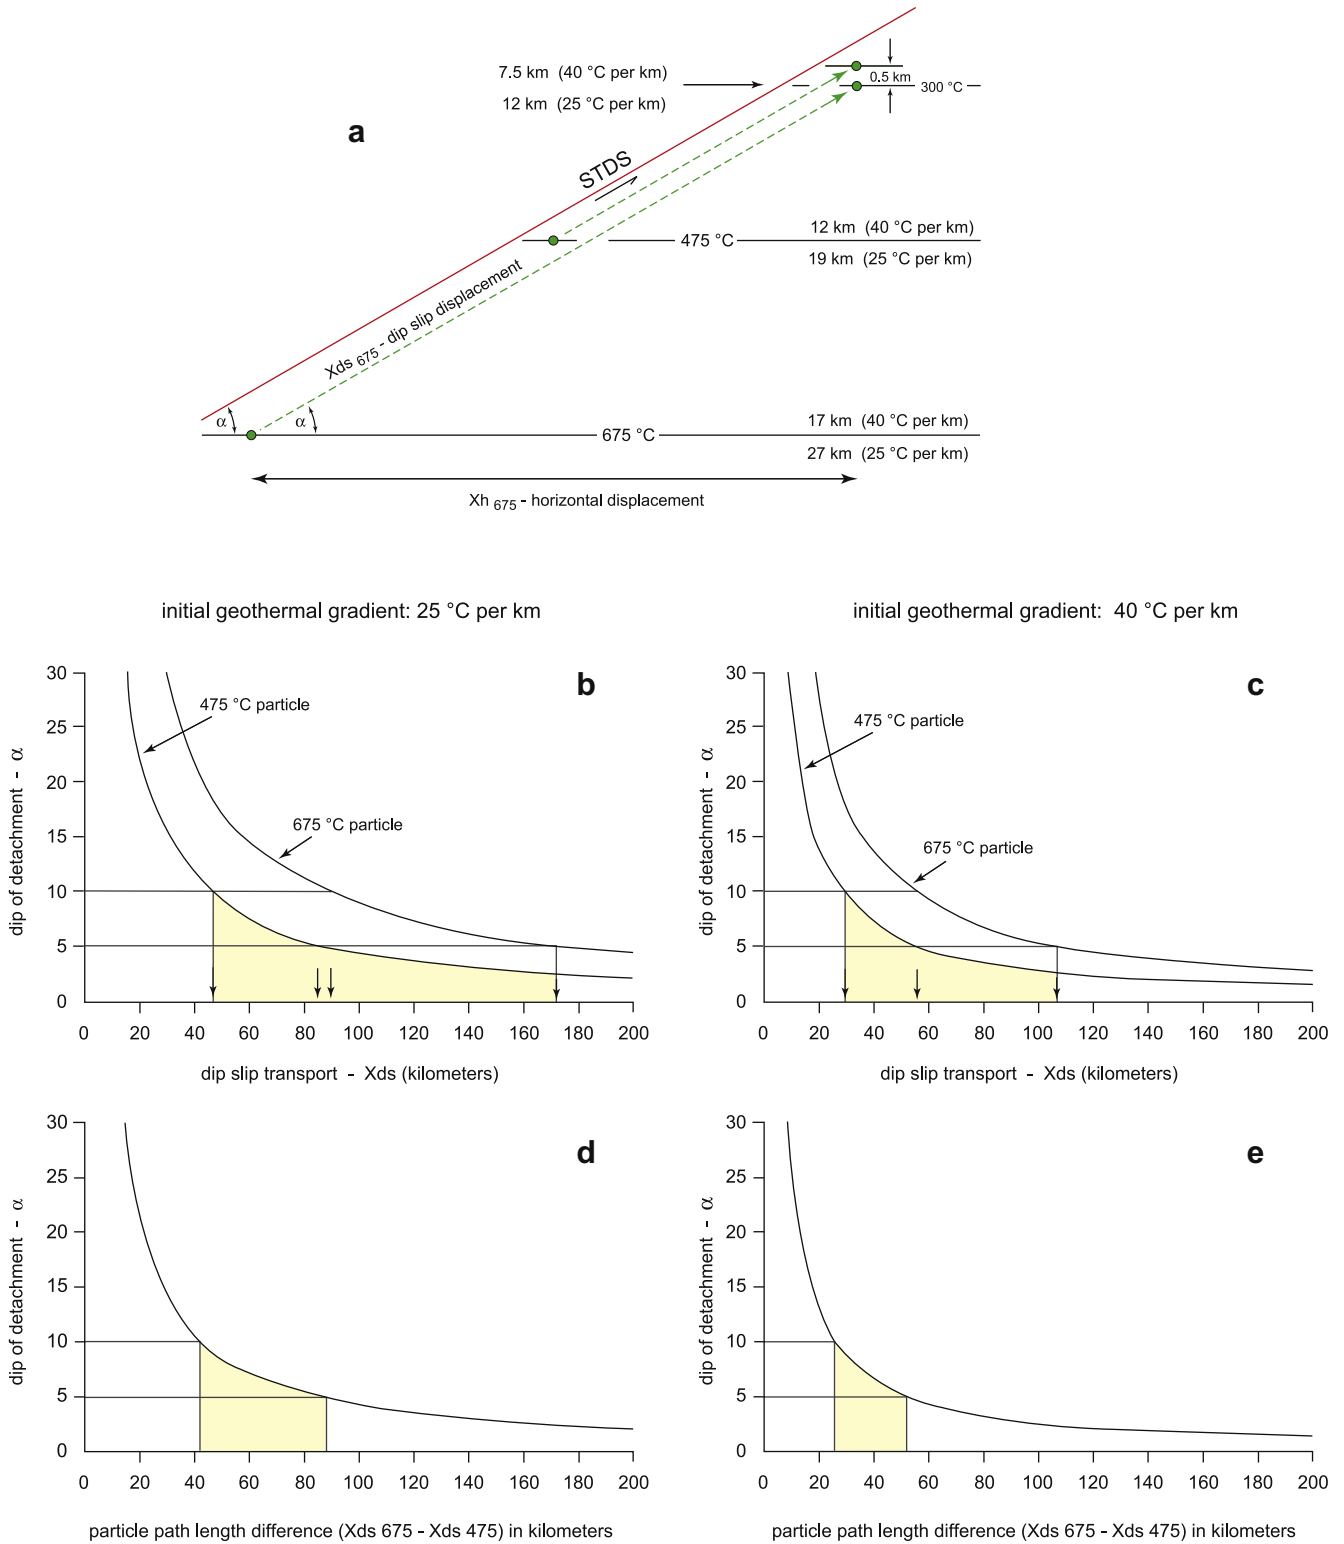 7.5 km (40 °C per km)
12 km (25 °C per km)
0.5 km
300 °C
a
STDS
475 °C
12 km (40 °C per km)
19 km (25 °C per km)
Xds 675 - dip slip displacement
α
α
675 °C
17 km (40 °C per km)
27 km (25 °C per km)
Xh 675 - horizontal displacement
initial geothermal gradient: 25 °C per km
initial geothermal gradient: 40 °C per km
b
dip of detachment - α
30
25
20
15
10
5
0
475 °C particle
675 °C particle
0 20 40 60 80 100 120 140 160 180 200
dip slip transport - Xds (kilometers)
c
dip of detachment - α
30
25
20
15
10
5
0
475 °C particle
675 °C particle
0 20 40 60 80 100 120 140 160 180 200
dip slip transport - Xds (kilometers)
d
dip of detachment - α
30
25
20
15
10
5
0
0 20 40 60 80 100 120 140 160 180 200
particle path length difference (Xds 675 - Xds 475) in kilometers
e
dip of detachment - α
30
25
20
15
10
5
0
0 20 40 60 80 100 120 140 160 180 200
particle path length difference (Xds 675 - Xds 475) in kilometers